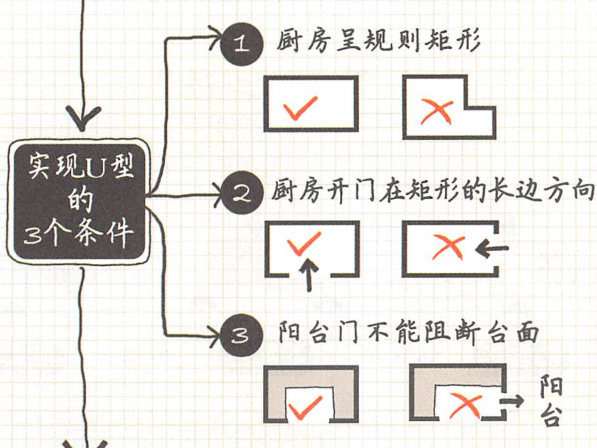 实现U型
的
3个条件
1 厨房呈规则矩形
2 厨房开门在矩形的长边方向
3 阳台门不能阻断台面
阳
台